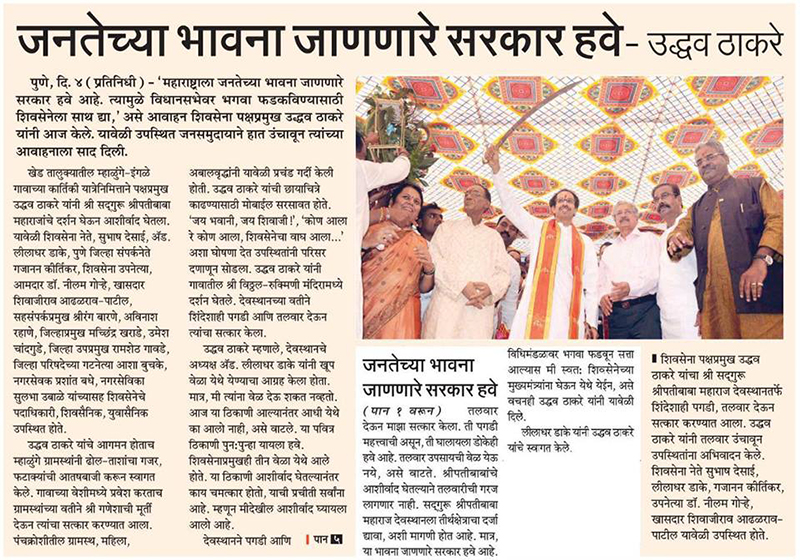 जनतेच्या भावना जाणणारे सरकार हवे- उद्धव ठाकरे
पुणे, दि. ४ ( प्रतिनिधी ) - 'महाराष्ट्राला जनतेच्या भावना जाणणारे
सरकार हवे आहे. त्यामुळे विधानसभेवर भगवा फडकविण्यासाठी
शिवसेनेला साथ द्या,' असे आवाहन शिवसेना पक्षप्रमुख उद्धव ठाकरे
यांनी आज केले. यावेळी उपस्थित जनसमुदायाने हात उंचावून त्यांच्या
आवाहनाला साद दिली.
खेड तालुक्यातील म्हाळुंगे-इंगळे
गावाच्या कार्तिकी यात्रेनिमित्ताने पक्षप्रमुख
उद्धव ठाकरे यांनी श्री सद्गुरू श्रीपतीबाबा
महाराजांचे दर्शन घेऊन आशीर्वाद घेतला.
यावेळी शिवसेना नेते, सुभाष देसाई, अ‍ॅड.
लीलाधर डाके, पुणे जिल्हा संपर्कनेते
गजानन कीर्तिकर, शिवसेना उपनेत्या,
आमदार डॉ. नीलम गोऱ्हे, खासदार
शिवाजीराव आढळराव-पाटील,
सहसंपर्कप्रमुख श्रीरंग बारणे, अविनाश
रहाणे, जिल्हाप्रमुख मच्छिंद्र खराडे, उमेश
चांदगुडे, जिल्हा उपप्रमुख रामशेठ गावडे,
जिल्हा परिषदेच्या गटनेत्या आशा बुचके,
नगरसेवक प्रशांत बधे, नगरसेविका
सुलभा उबाळे यांच्यासह शिवसेनेचे
पदाधिकारी, शिवसैनिक, युवासैनिक
उपस्थित होते.
उद्धव ठाकरे यांचे आगमन होताच
म्हाळुंगे ग्रामस्थांनी ढोल-ताशांचा गजर,
फटाक्यांची आतषबाजी करून स्वागत
केले. गावाच्या वेशीमध्ये प्रवेश करताच
ग्रामस्थांच्या वतीने श्री गणेशाची मूर्ती
देऊन त्यांचा सत्कार करण्यात आला.
पंचक्रोशीतील ग्रामस्थ, महिला,
अबालवृद्धांनी यावेळी प्रचंड गर्दी केली
होती. उद्धव ठाकरे यांची छायाचित्रे
काढण्यासाठी मोबाईल सरसावत होते.
'जय भवानी, जय शिवाजी !', 'कोण आला
रे कोण आला, शिवसेनेचा वाघ आला...'
अशा घोषणा देत उपस्थितांनी परिसर
दणाणून सोडला. उद्धव ठाकरे यांनी
गावातील श्री विठ्ठल-रुक्मिणी मंदिरामध्ये
दर्शन घेतले. देवस्थानच्या वतीने
शिंदेशाही पगडी आणि तलवार देऊन
त्यांचा सत्कार केला.
उद्धव ठाकरे म्हणाले, देवस्थानचे
अध्यक्ष अ‍ॅड. लीलाधर डाके यांनी खूप
वेळा येथे येण्याचा आग्रह केला होता.
मात्र, मी त्यांना वेळ देऊ शकत नव्हतो.
आज या ठिकाणी आल्यानंतर आधी येथे
का आलो नाही, असे वाटले. या पवित्र
ठिकाणी पुन:पुन्हा यायला हवे.
शिवसेनाप्रमुखही तीन वेळा येथे आले
होते. या ठिकाणी आशीर्वाद घेतल्यानंतर
काय चमत्कार होतो, याची प्रचीती सर्वांना
आहे. म्हणून मीदेखील आशीर्वाद घ्यायला
आलो आहे.
देवस्थानने पगडी आणि
पान ५
जनतेच्या भावना
जाणणारे सरकार हवे
(पान १ वरून) तलवार
देऊन माझा सत्कार केला. ती पगडी
महत्त्वाची असून, ती घालायला डोकेही
हवे आहे. तलवार उपसायची वेळ येऊ
नये, असे वाटते. श्रीपतीबाबांचे
आशीर्वाद घेतल्याने तलवारीची गरज
लागणार नाही. सद्गुरू श्रीपतीबाबा
महाराज देवस्थानला तीर्थक्षेत्राचा दर्जा
द्यावा, अशी मागणी होत आहे. मात्र,
या भावना जाणणारे सरकार हवे आहे.
विधिमंडळावर भगवा फडवून सत्ता
आल्यास मी स्वत: शिवसेनेच्या
मुख्यमंत्र्यांना घेऊन येथे येईन, असे
वचनही उद्धव ठाकरे यांनी यावेळी
दिले.
लीलाधर डाके यांनी उद्धव ठाकरे
यांचे स्वागत केले.
शिवसेना पक्षप्रमुख उद्धव
ठाकरे यांचा श्री सद्गुरू
श्रीपतीबाबा महाराज देवस्थानतर्फे
शिंदेशाही पगडी, तलवार देऊन
सत्कार करण्यात आला. उद्धव
ठाकरे यांनी तलवार उंचावून
उपस्थितांना अभिवादन केले.
शिवसेना नेते सुभाष देसाई,
लीलाधर डाके, गजानन कीर्तिकर,
उपनेत्या डॉ. नीलम गोऱ्हे,
खासदार शिवाजीराव आढळराव-
पाटील यावेळी उपस्थित होते.